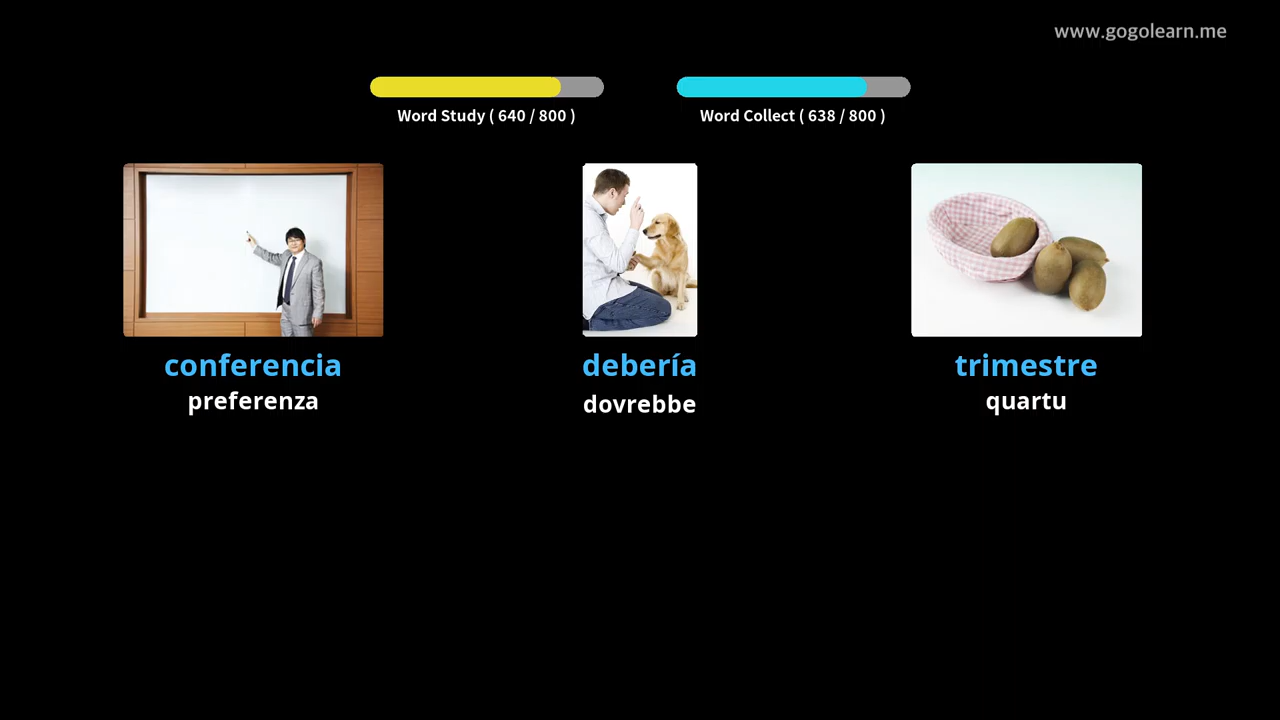 www.gogolearn.me
Word Study ( 640 / 800 )
Word Collect ( 638 / 800 )
conferencia
preferenza
debería
dovrebbe
trimestre
quartu